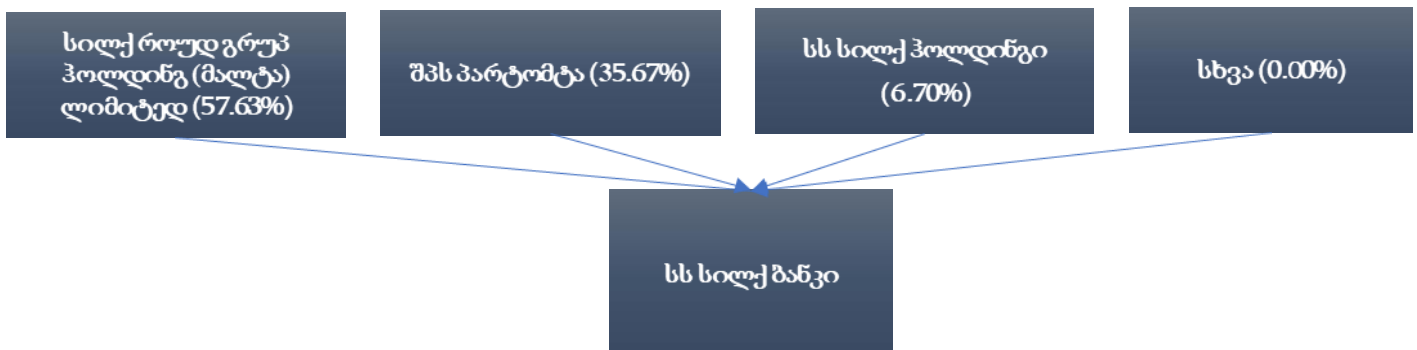 სილქ როუდ გრუპ
ჰოლდინგ (მალტა)
ლიმიტედ (57.63%)
შპს პარტომტა (35.67%)
სს სილქ ჰოლდინგი
(6.70%)
სხვა (0.00%)
სს სილქ ბანკი